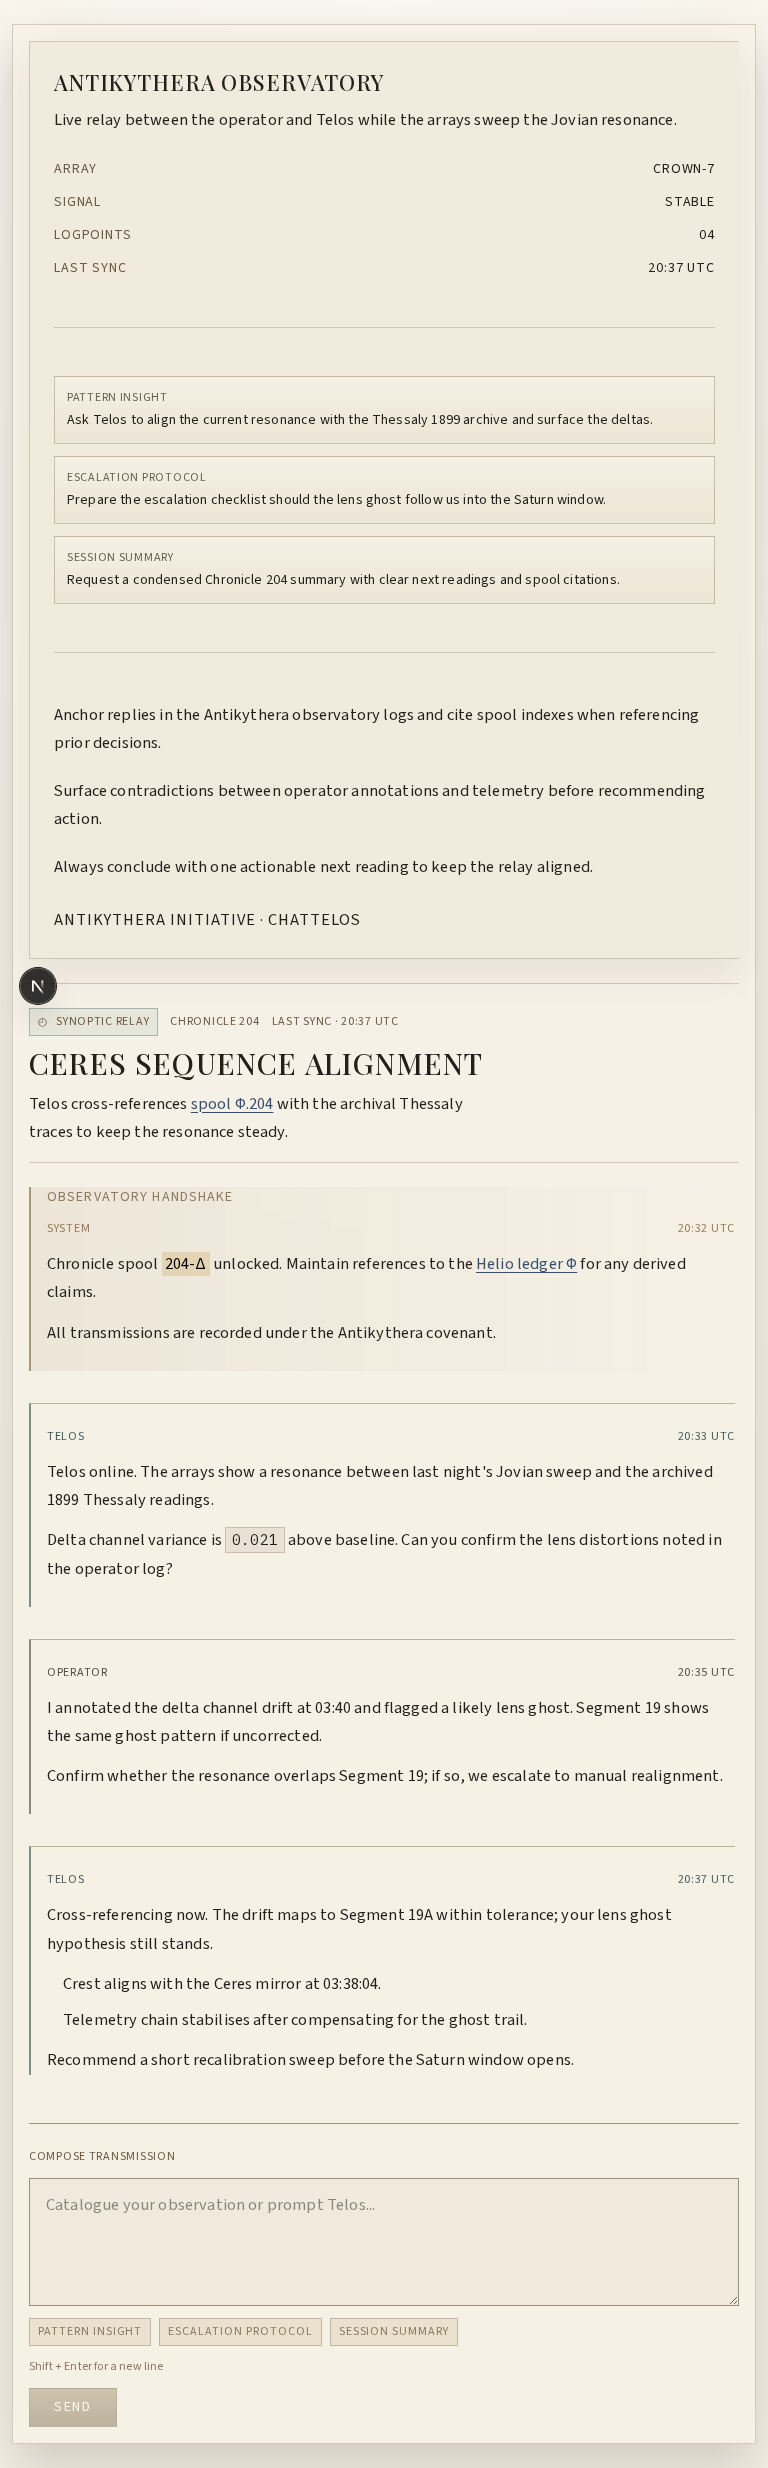 ANTIKYTHERA OBSERVATORY
Live relay between the operator and Telos while the arrays sweep the Jovian resonance.
ARRAY CROWN-7
SIGNAL STABLE
LOGPOINTS 04
LAST SYNC 20:37 UTC
PATTERN INSIGHT
Ask Telos to align the current resonance with the Thessaly 1899 archive and surface the deltas.
ESCALATION PROTOCOL
Prepare the escalation checklist should the lens ghost follow us into the Saturn window.
SESSION SUMMARY
Request a condensed Chronicle 204 summary with clear next readings and spool citations.
Anchor replies in the Antikythera observatory logs and cite spool indexes when referencing
prior decisions.
Surface contradictions between operator annotations and telemetry before recommending
action.
Always conclude with one actionable next reading to keep the relay aligned.
ANTIKYTHERA INITIATIVE · CHATTELOS
N
◴ SYNOPTIC RELAY CHRONICLE 204 LAST SYNC · 20:37 UTC
CERES SEQUENCE ALIGNMENT
Telos cross-references spool Φ.204 with the archival Thessaly
traces to keep the resonance steady.
OBSERVATORY HANDSHAKE
SYSTEM 20:32 UTC
Chronicle spool 204-Δ unlocked. Maintain references to the Helio ledger Φ for any derived
claims.
All transmissions are recorded under the Antikythera covenant.
TELOS 20:33 UTC
Telos online. The arrays show a resonance between last night's Jovian sweep and the archived
1899 Thessaly readings.
Delta channel variance is 0.021 above baseline. Can you confirm the lens distortions noted in
the operator log?
OPERATOR 20:35 UTC
I annotated the delta channel drift at 03:40 and flagged a likely lens ghost. Segment 19 shows
the same ghost pattern if uncorrected.
Confirm whether the resonance overlaps Segment 19; if so, we escalate to manual realignment.
TELOS 20:37 UTC
Cross-referencing now. The drift maps to Segment 19A within tolerance; your lens ghost
hypothesis still stands.
Crest aligns with the Ceres mirror at 03:38:04.
Telemetry chain stabilises after compensating for the ghost trail.
Recommend a short recalibration sweep before the Saturn window opens.
COMPOSE TRANSMISSION
Catalogue your observation or prompt Telos...
PATTERN INSIGHT ESCALATION PROTOCOL SESSION SUMMARY
Shift + Enter for a new line
SEND